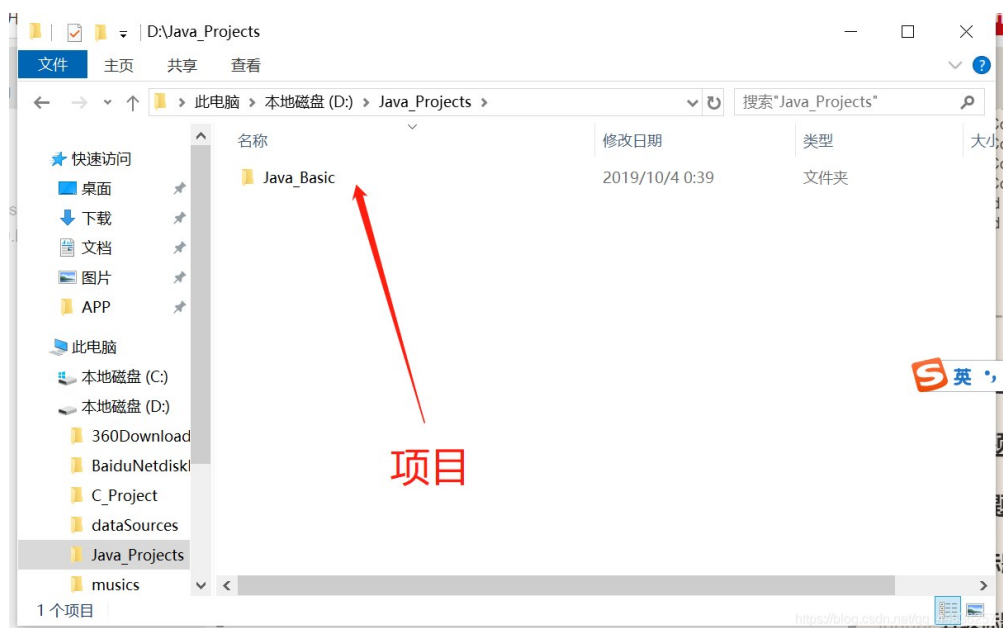 D:\Java_Projects
文件 主页 共享 查看
此电脑 本地磁盘 (D:) Java_Projects 搜索"Java_Projects"
名称 修改日期 类型 大小
快速访问
Java_Basic 2019/10/4 0:39 文件夹
桌面
下载
文档
图片
APP
此电脑
本地磁盘 (C:)
英
本地磁盘 (D:)
360Download
BaiduNetdisk
项目
C_Project
dataSources
Java_Projects
musics
1 个项目